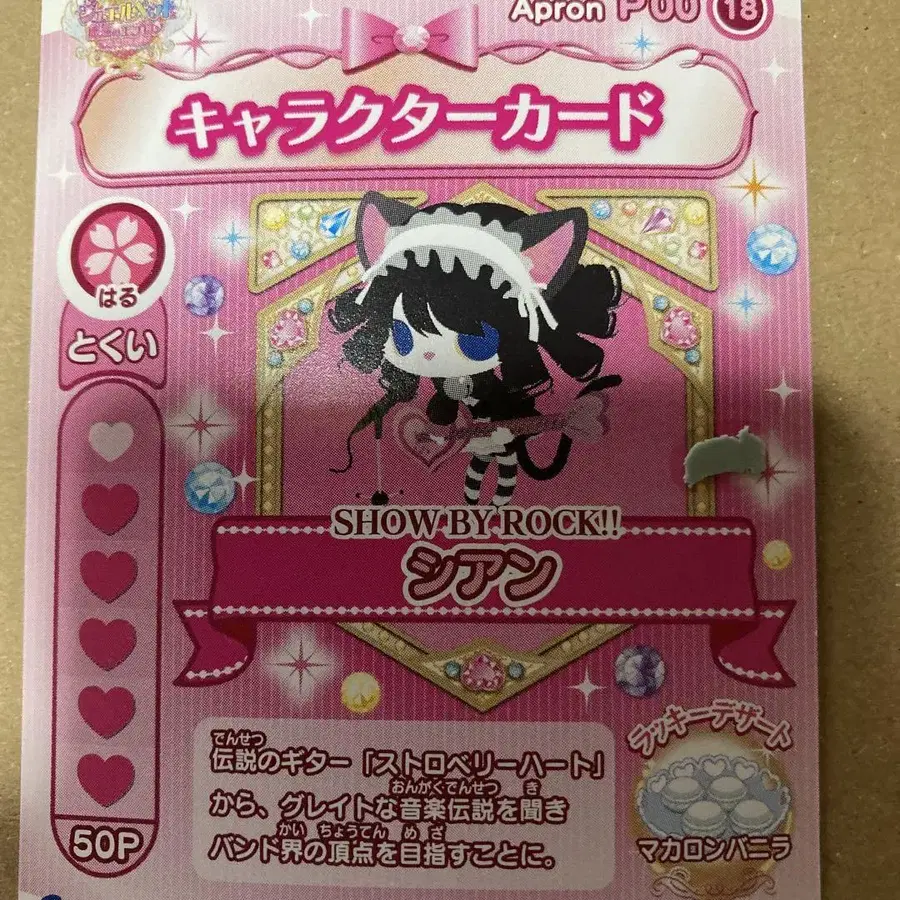 Apron P00 18
キャラクターカード
はる
とくい
SHOW BY ROCK!!
シアン
でんせつ
伝説のギター「ストロベリーハート」
おんがくでんせつ き
から、グレイトな音楽伝説を聞き
かい ちょうてん め ざ
バンド界の頂点を目指すことに。
50P
ラッキーデザート
マカロンバニラ